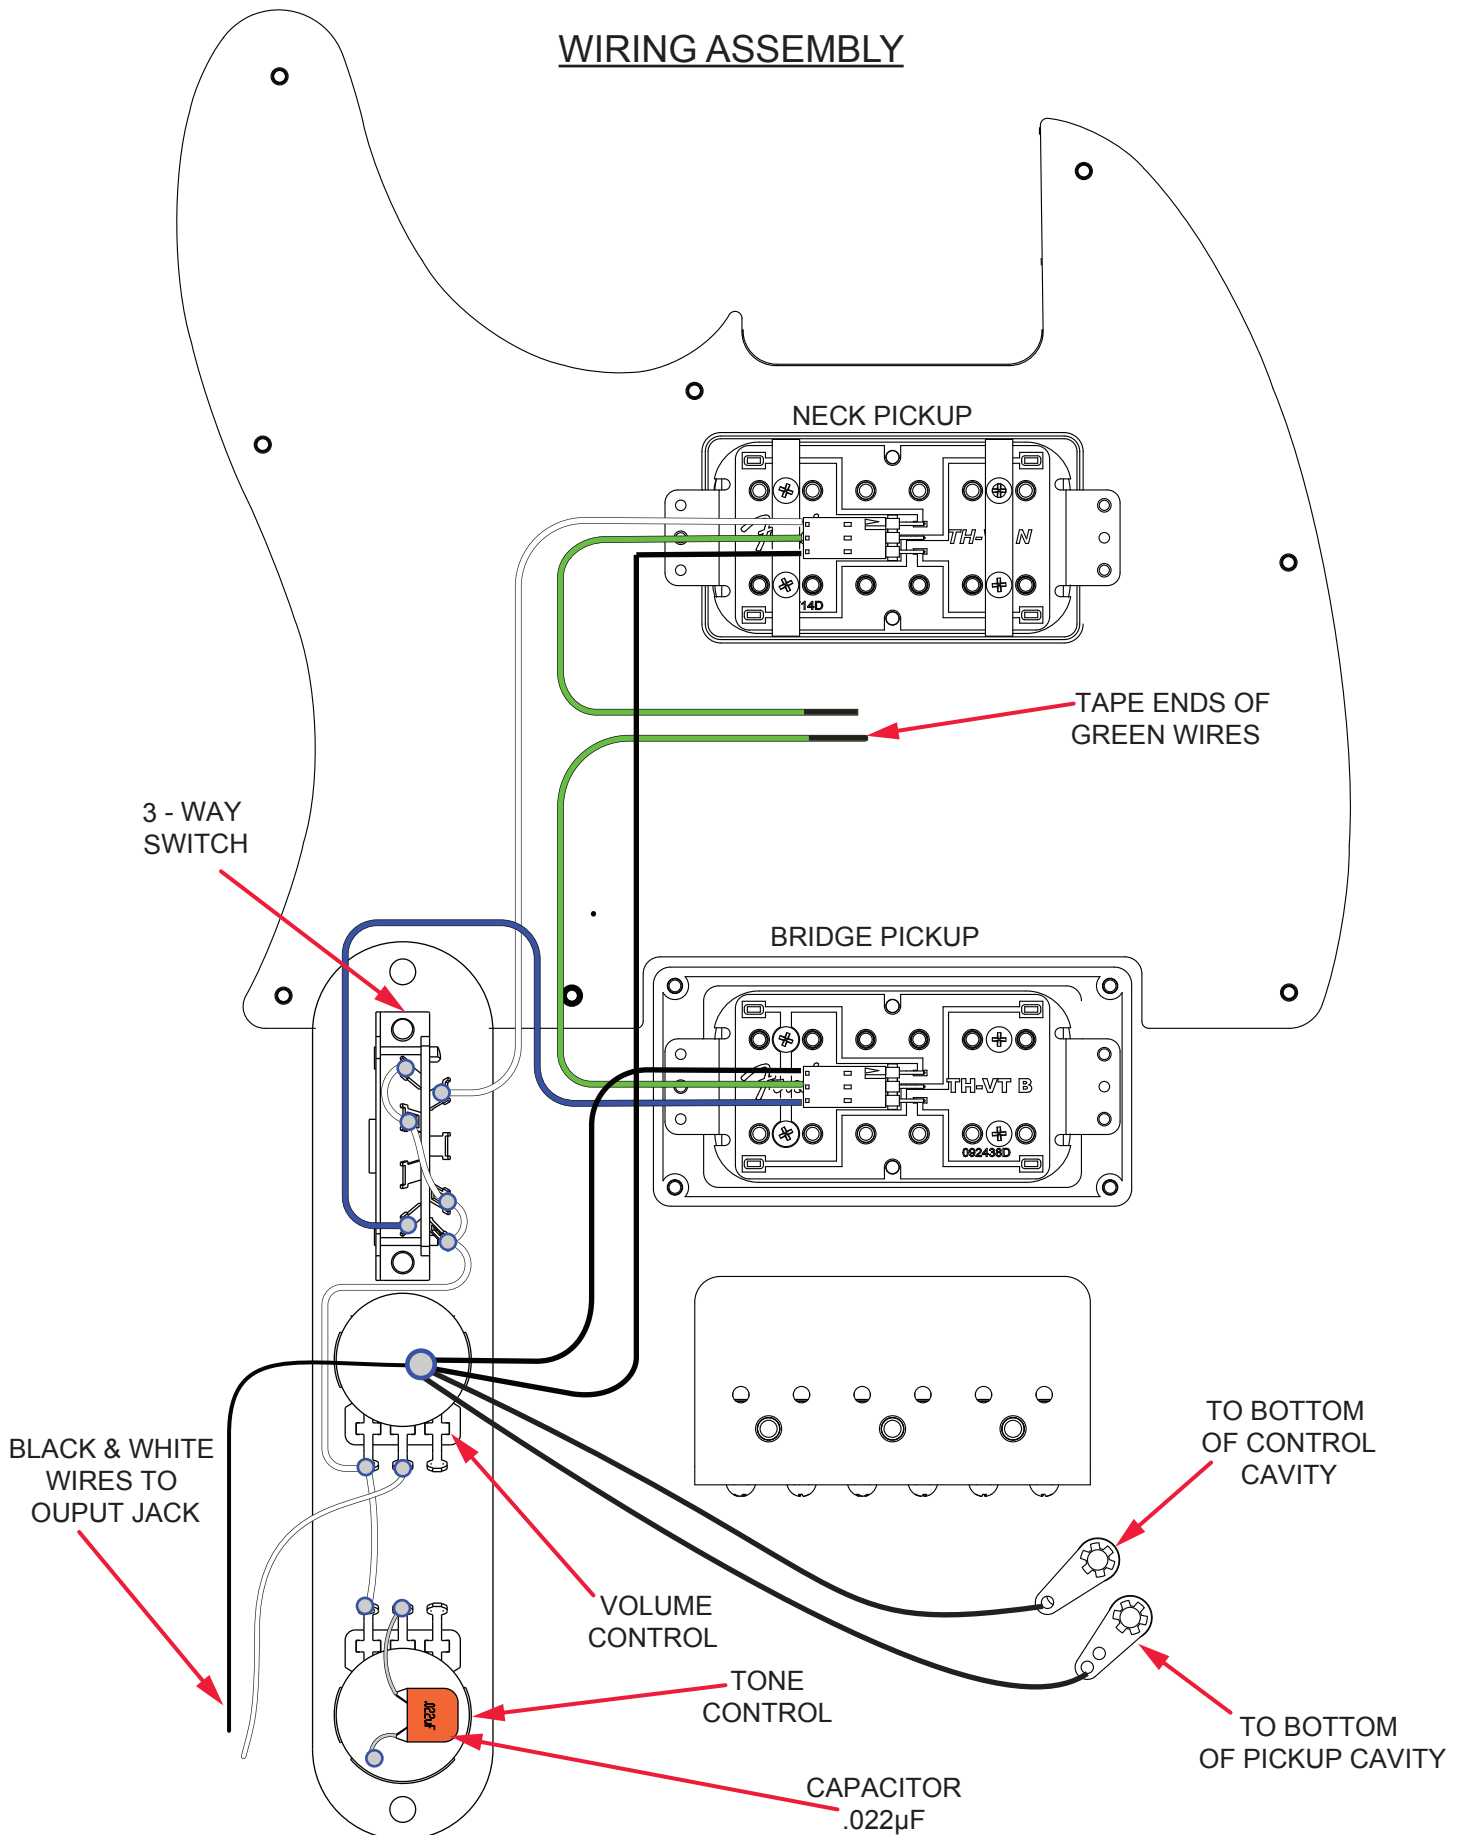 WIRING ASSEMBLY
NECK PICKUP
TH-V N
14D
TAPE ENDS OF
GREEN WIRES
3 - WAY
SWITCH
BRIDGE PICKUP
TH-VT B
092438D
TO BOTTOM
OF CONTROL
CAVITY
BLACK & WHITE
WIRES TO
OUPUT JACK
VOLUME
CONTROL
TONE
CONTROL
.022uF
TO BOTTOM
OF PICKUP CAVITY
CAPACITOR
.022µF